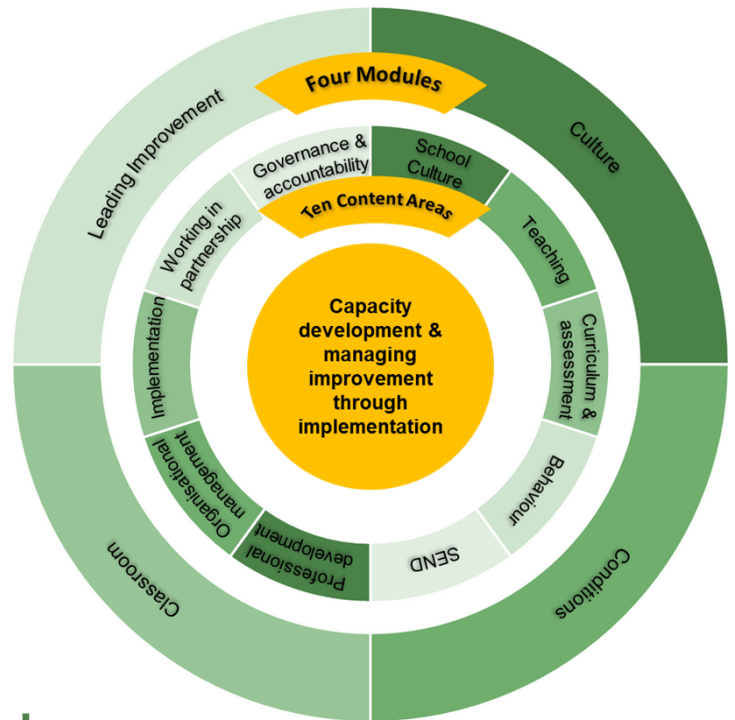 Four Modules
Culture
Conditions
Classroom
Leading Improvement
Ten Content Areas
School
Culture
Teaching
Curriculum &
assessment
Behaviour
SEND
Professional
development
Organisational
management
Implementation
Working in
partnership
Governance &
accountability
Capacity
development &
managing
improvement
through
implementation